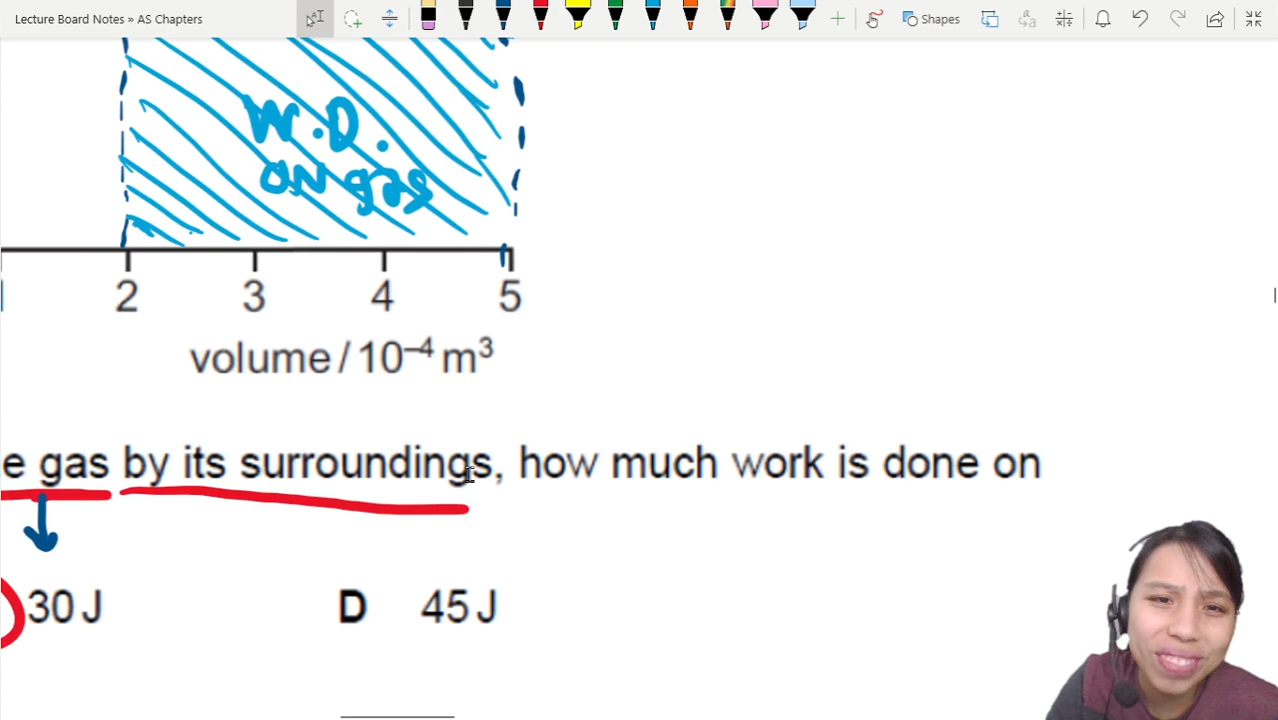 Lecture Board Notes » AS Chapters
Shapes
W.D.
on gas
2 3 4 5
volume / 10⁻⁴ m³
e gas by its surroundings, how much work is done on
30 J D 45 J